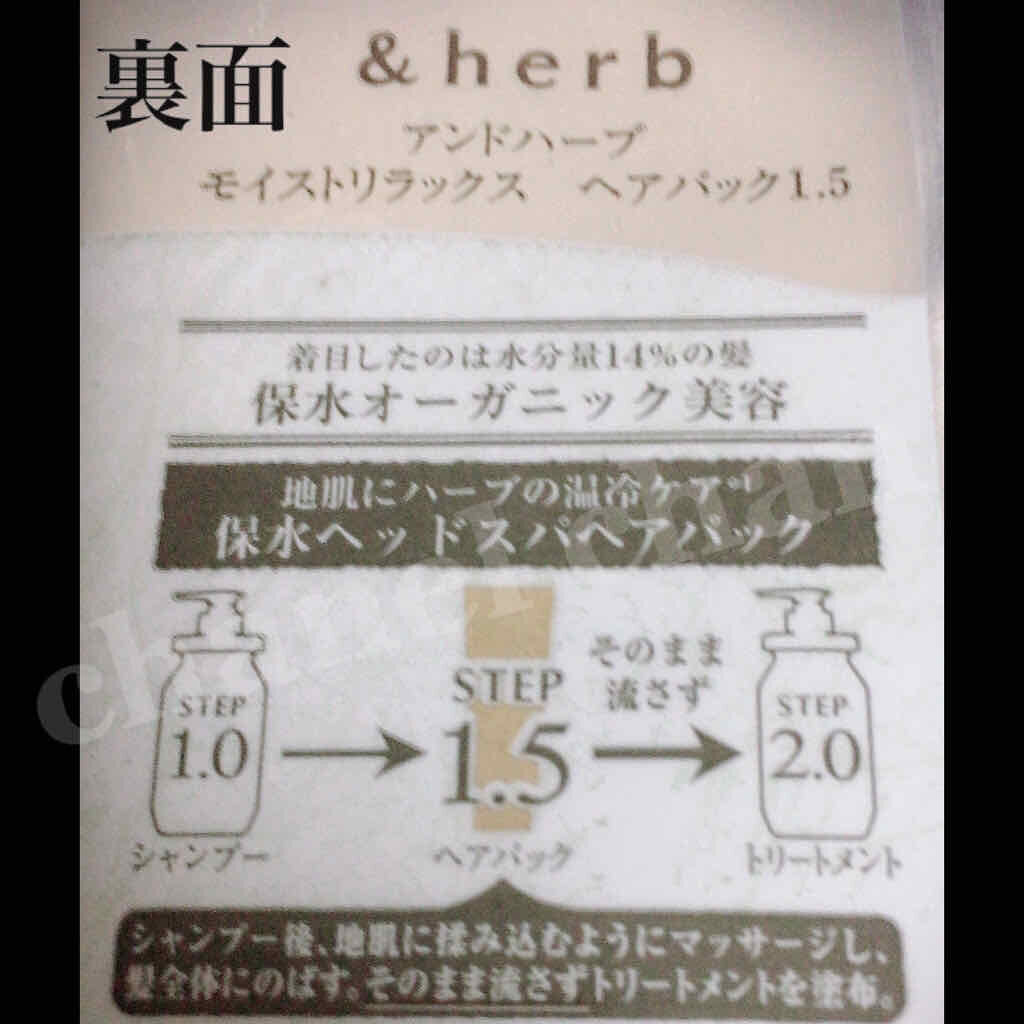 裏面
&herb
アンドハーブ
モイストリラックス ヘアパック1.5
着目したのは水分量14%の髪
保水オーガニック美容
地肌にハーブの温冷ケア*1
保水ヘッドスパヘアパック
そのまま
流さず
STEP
1.0
STEP
1.5
STEP
2.0
シャンプー
ヘアパック
トリートメント
シャンプー後、地肌に揉み込むようにマッサージし、
髪全体にのばす。そのまま流さずトリートメントを塗布。